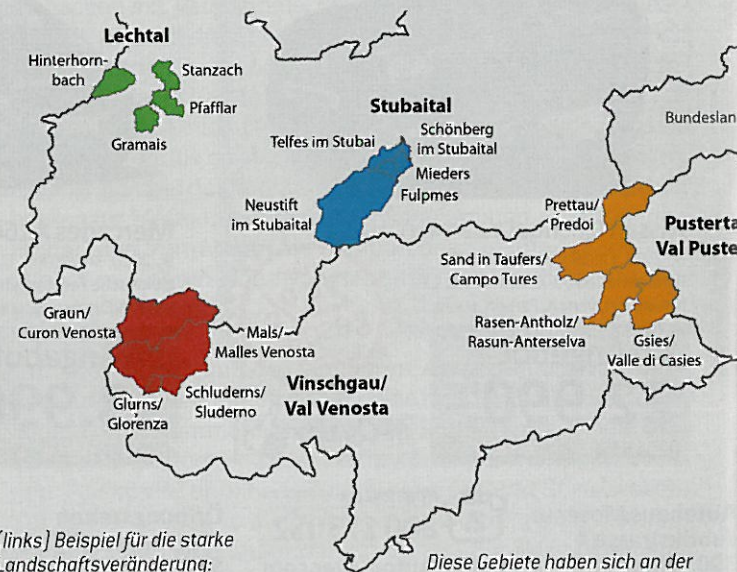 Lechtal
Hinterhorn-
bach
Stanzach
Pfafflar
Gramais
Stubaital
Telfes im Stubai
Schönberg
im Stubaital
Mieders
Fulpmes
Neustift
im Stubaital
Bundeslan
Prettau/
Predoi
Pusterta
Val Puste
Sand in Taufers/
Campo Tures
Rasen-Antholz/
Rasun-Anterselva
Gsies/
Valle di Casies
Graun/
Curon Venosta
Mals/
Malles Venosta
Glurns/
Glorenza
Schluderns/
Sluderno
Vinschgau/
Val Venosta
(links) Beispiel für die starke
Landschaftsveränderung:
Diese Gebiete haben sich an der